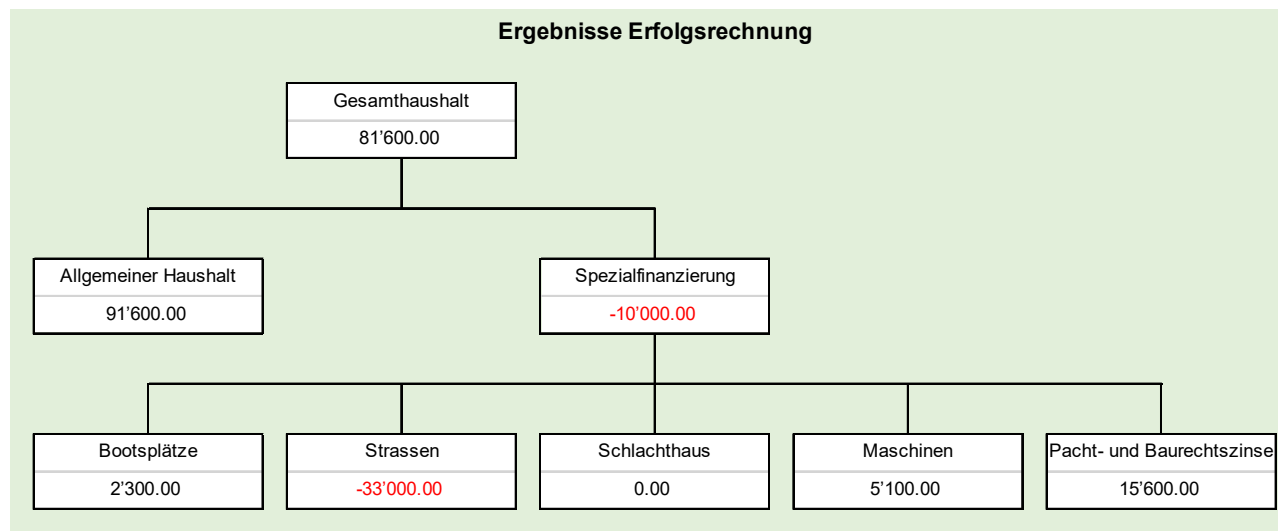 Ergebnisse Erfolgsrechnung
Gesamthaushalt
81’600.00
Allgemeiner Haushalt
91’600.00
Spezialfinanzierung
-10’000.00
Bootsplätze
2’300.00
Strassen
-33’000.00
Schlachthaus
0.00
Maschinen
5’100.00
Pacht- und Baurechtszinse
15’600.00